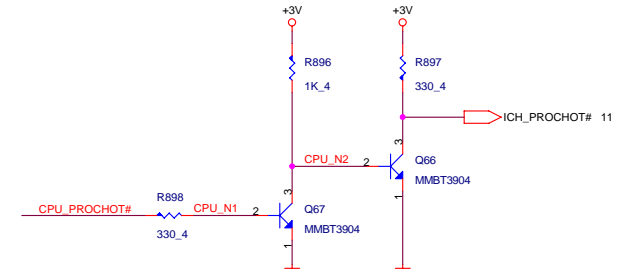 +3V
+3V
R896
1K_4
R897
330_4
ICH_PROCHOT# 11
3
CPU_N2
2
Q66
MMBT3904
3
1
R898
CPU_PROCHOT#
CPU_N1
2
Q67
330_4
MMBT3904
1